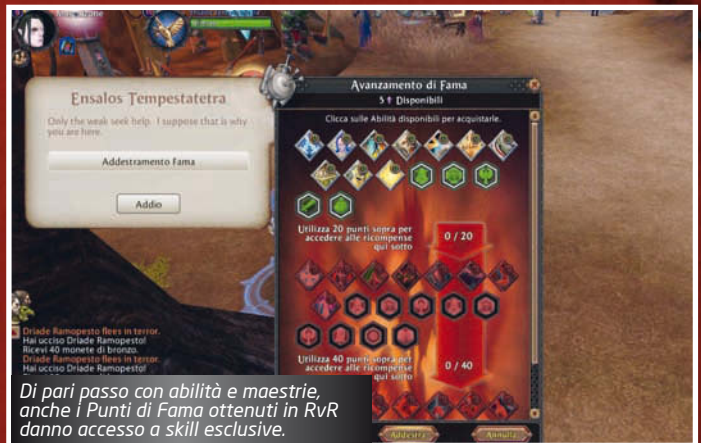 Ensalos Tempestatetra
Only the weak seek help. I suppose that is why
you are here.
Addestramento fama
Addio
Avanzamento di Fama
Disponibili
Clicca sulle Abilità disponibili per acquistarle.
Utilizza 20 punti sopra per
accedere alle ricompense
qui sotto
0 / 20
Utilizza 40 punti sopra per
accedere alle ricompense
qui sotto
0 / 40
Addestra
Annulla
Driade Ramopesto flees in terror.
Hai ucciso Driade Ramopesto!
Ricevi 40 monete di bronzo.
Driade Ramopesto flees in terror.
Hai ucciso Driade Ramopesto!
Di pari passo con abilità e maestrie,
anche i Punti di Fama ottenuti in RvR
danno accesso a skill esclusive.